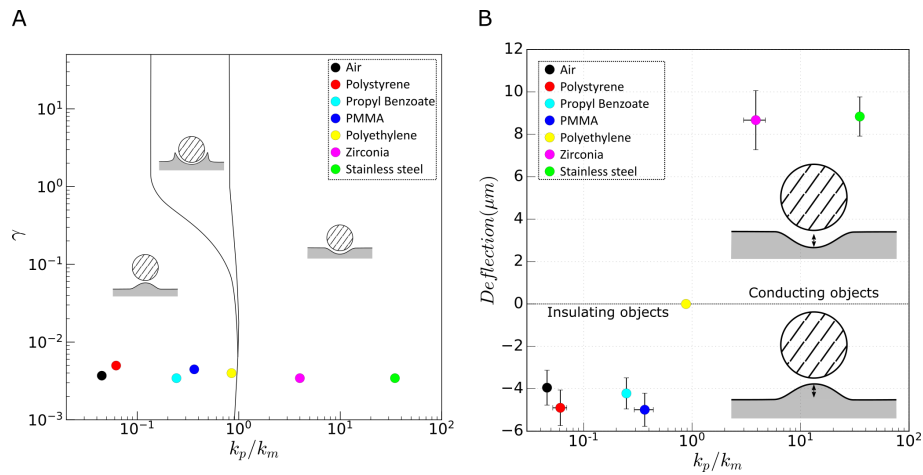 A
γ
10^1
10^0
10^-1
10^-2
10^-3
10^-1
10^0
10^1
10^2
k_p/k_m
Air
Polystyrene
Propyl Benzoate
PMMA
Polyethylene
Zirconia
Stainless steel
B
Deflection(μm)
12
10
8
6
4
2
0
−2
−4
−6
10^-1
10^0
10^1
10^2
k_p/k_m
Air
Polystyrene
Propyl Benzoate
PMMA
Polyethylene
Zirconia
Stainless steel
Insulating objects
Conducting objects